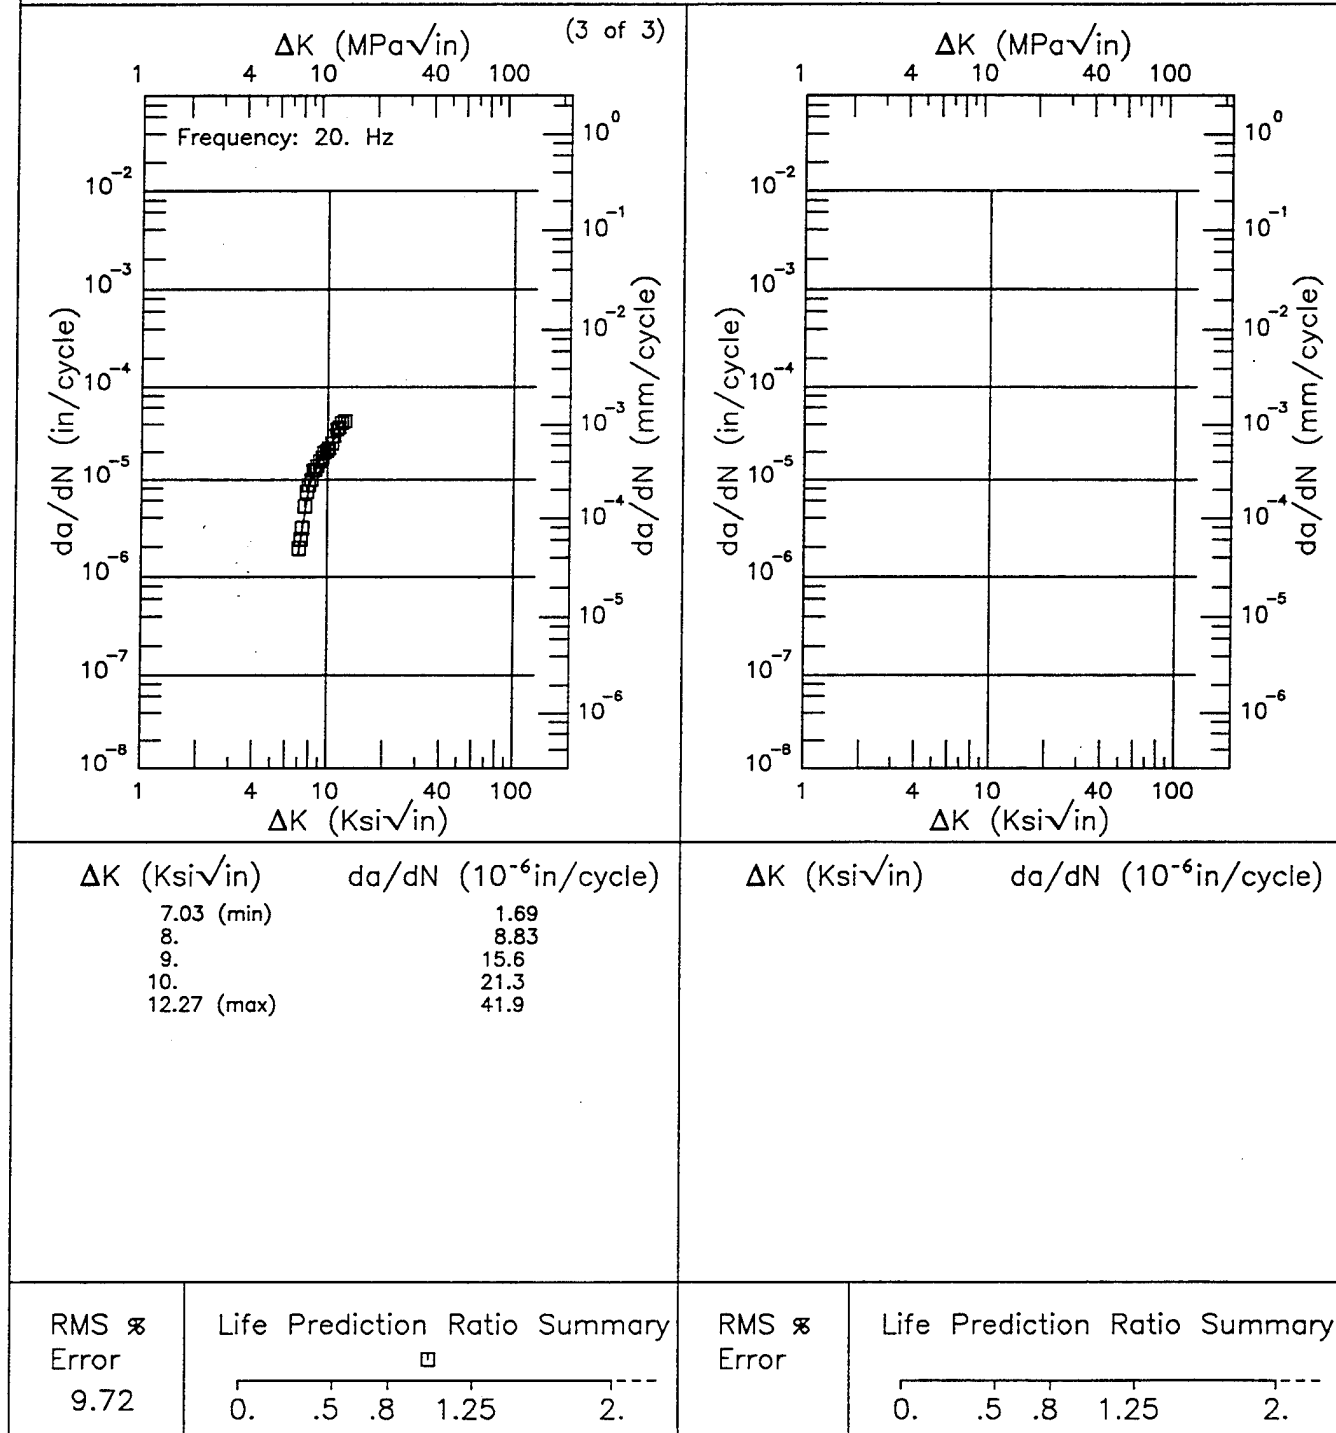 (3 of 3)
ΔK (MPa√in)
1 4 10 40 100
Frequency: 20. Hz
10⁰
10⁻²
10⁻¹
10⁻³
10⁻²
10⁻⁴
10⁻³
10⁻⁵
10⁻⁴
10⁻⁶
10⁻⁵
10⁻⁷
10⁻⁶
10⁻⁸
da/dN (in/cycle)
da/dN (mm/cycle)
1 4 10 40 100
ΔK (Ksi√in)
ΔK (MPa√in)
1 4 10 40 100
10⁰
10⁻²
10⁻¹
10⁻³
10⁻²
10⁻⁴
10⁻³
10⁻⁵
10⁻⁴
10⁻⁶
10⁻⁵
10⁻⁷
10⁻⁶
10⁻⁸
da/dN (in/cycle)
da/dN (mm/cycle)
1 4 10 40 100
ΔK (Ksi√in)
ΔK (Ksi√in) da/dN (10⁻⁶in/cycle)
7.03 (min) 1.69
8. 8.83
9. 15.6
10. 21.3
12.27 (max) 41.9
ΔK (Ksi√in) da/dN (10⁻⁶in/cycle)
RMS %
Error
9.72
Life Prediction Ratio Summary
0. .5 .8 1.25 2.
RMS %
Error
Life Prediction Ratio Summary
0. .5 .8 1.25 2.